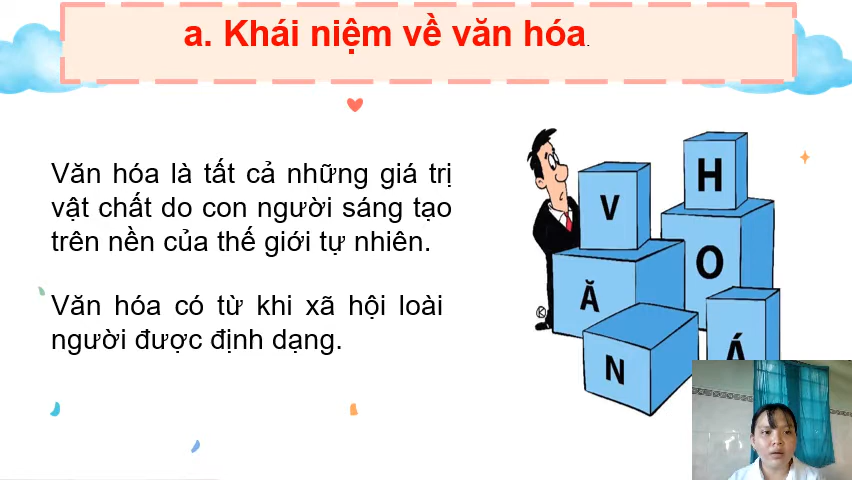 a. Khái niệm về văn hóa.
Văn hóa là tất cả những giá trị
vật chất do con người sáng tạo
trên nền của thế giới tự nhiên.
Văn hóa có từ khi xã hội loài
người được định dạng.
V
H
Ă
O
N
Á